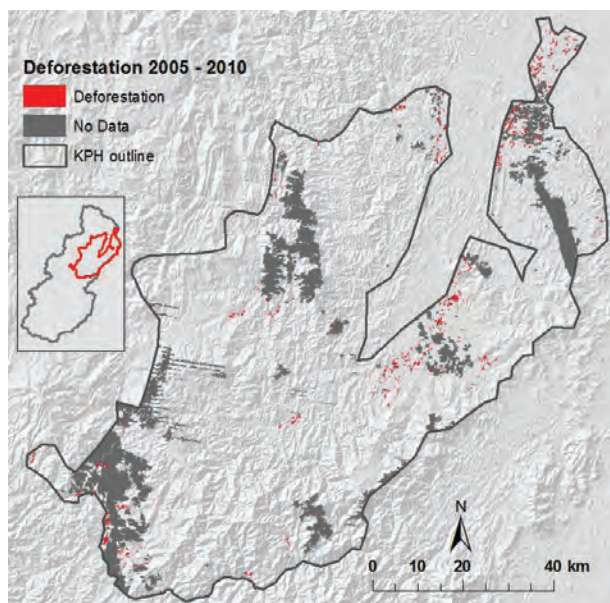 Deforestation 2005 - 2010
Deforestation
No Data
KPH outline
N
0 10 20 40 km